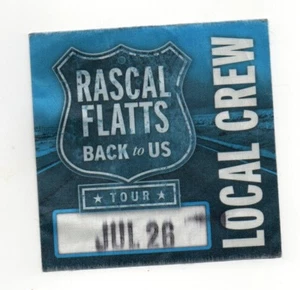 RASCAL
FLATTS
BACK to US
TOUR
JUL 26
LOCAL CREW